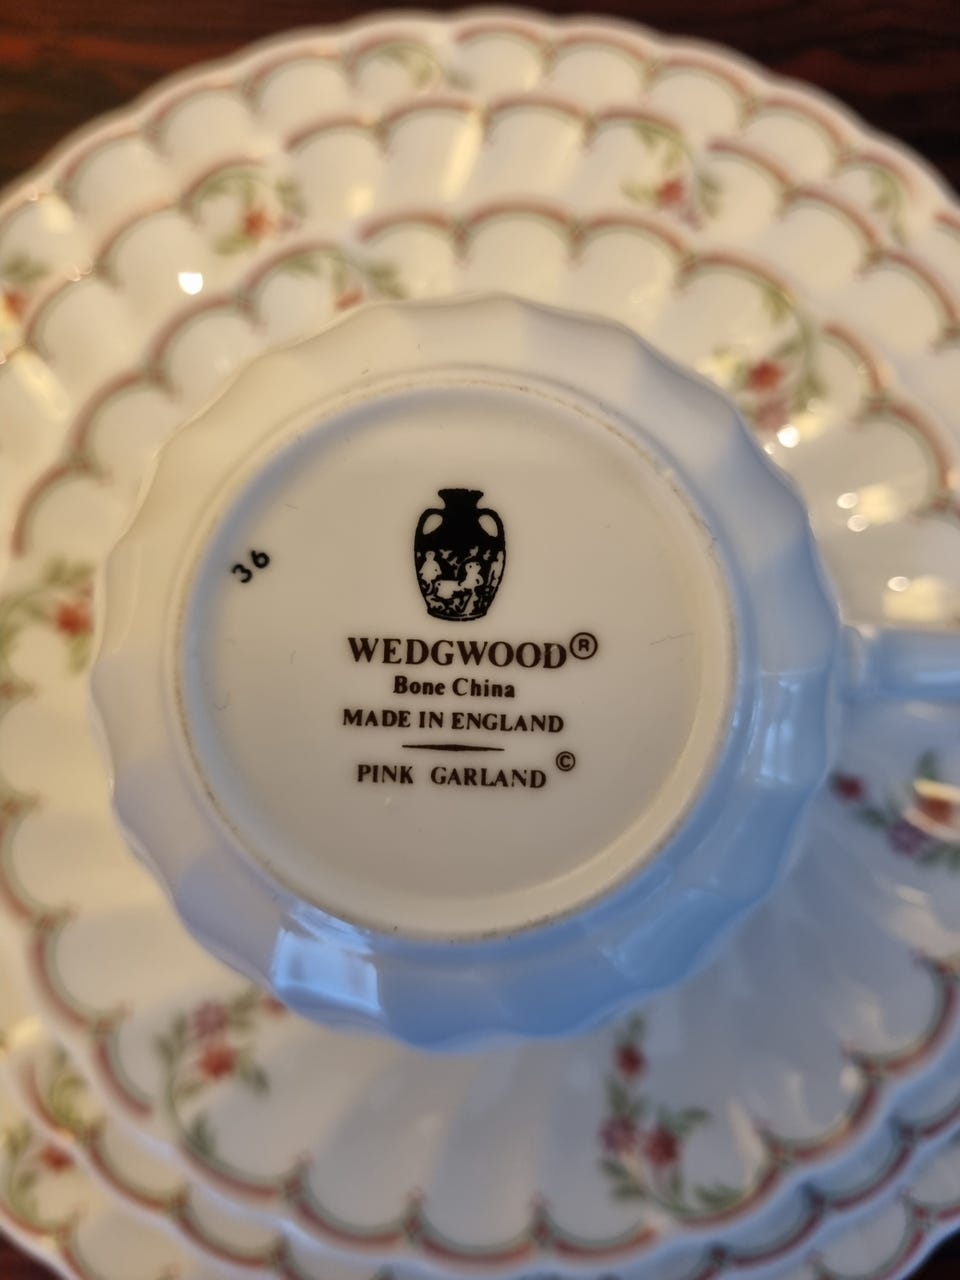 36
WEDGWOOD®
Bone China
MADE IN ENGLAND
PINK GARLAND ©